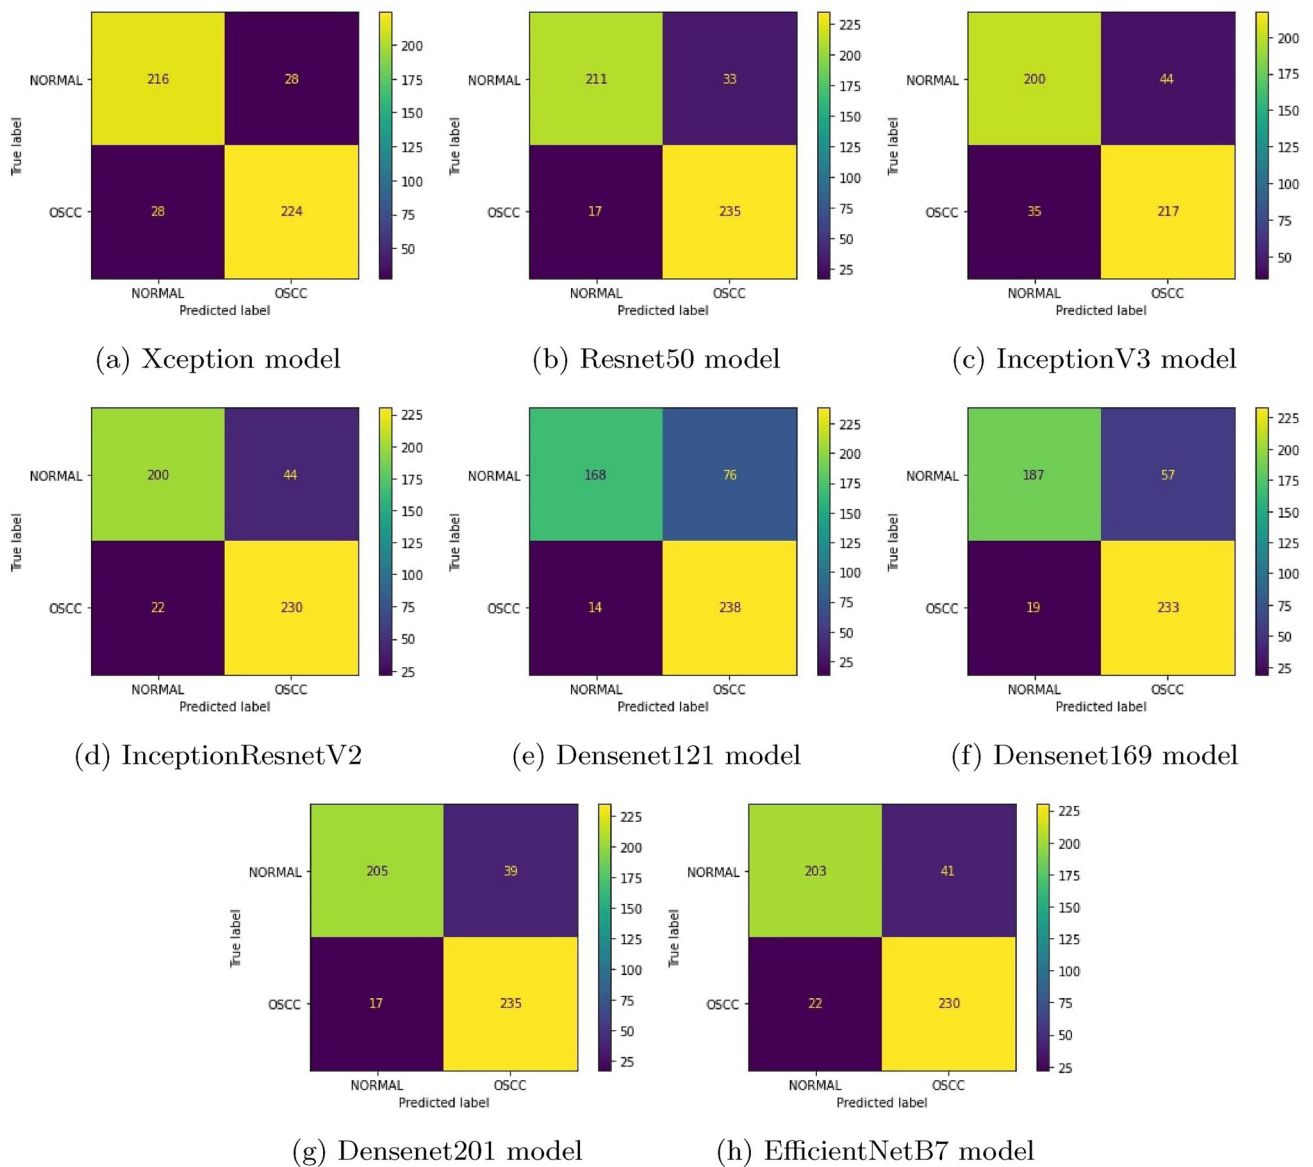 200
175
150
125
100
75
50
NORMAL
216
28
True label
OSCC
28
224
NORMAL
OSCC
Predicted label
(a) Xception model
225
200
175
150
125
100
75
50
25
211
33
True label
OSCC
17
235
NORMAL
OSCC
Predicted label
NORMAL
(b) Resnet50 model
200
175
150
125
100
75
50
NORMAL
200
44
True label
OSCC
35
217
NORMAL
OSCC
Predicted label
(c) InceptionV3 model
225
200
175
150
125
100
75
50
25
NORMAL
200
44
True label
OSCC
22
230
NORMAL
OSCC
Predicted label
(d) InceptionResnetV2
225
200
175
150
125
100
75
50
25
NORMAL
168
76
True label
OSCC
14
238
NORMAL
OSCC
Predicted label
(e) Densenet121 model
225
200
175
150
125
100
75
50
25
NORMAL
187
57
True label
OSCC
19
233
NORMAL
OSCC
Predicted label
(f) Densenet169 model
225
200
175
150
125
100
75
50
25
NORMAL
205
39
True label
OSCC
17
235
NORMAL
OSCC
Predicted label
(g) Densenet201 model
225
200
175
150
125
100
75
50
25
NORMAL
203
41
True label
OSCC
22
230
NORMAL
OSCC
Predicted label
(h) EfficientNetB7 model